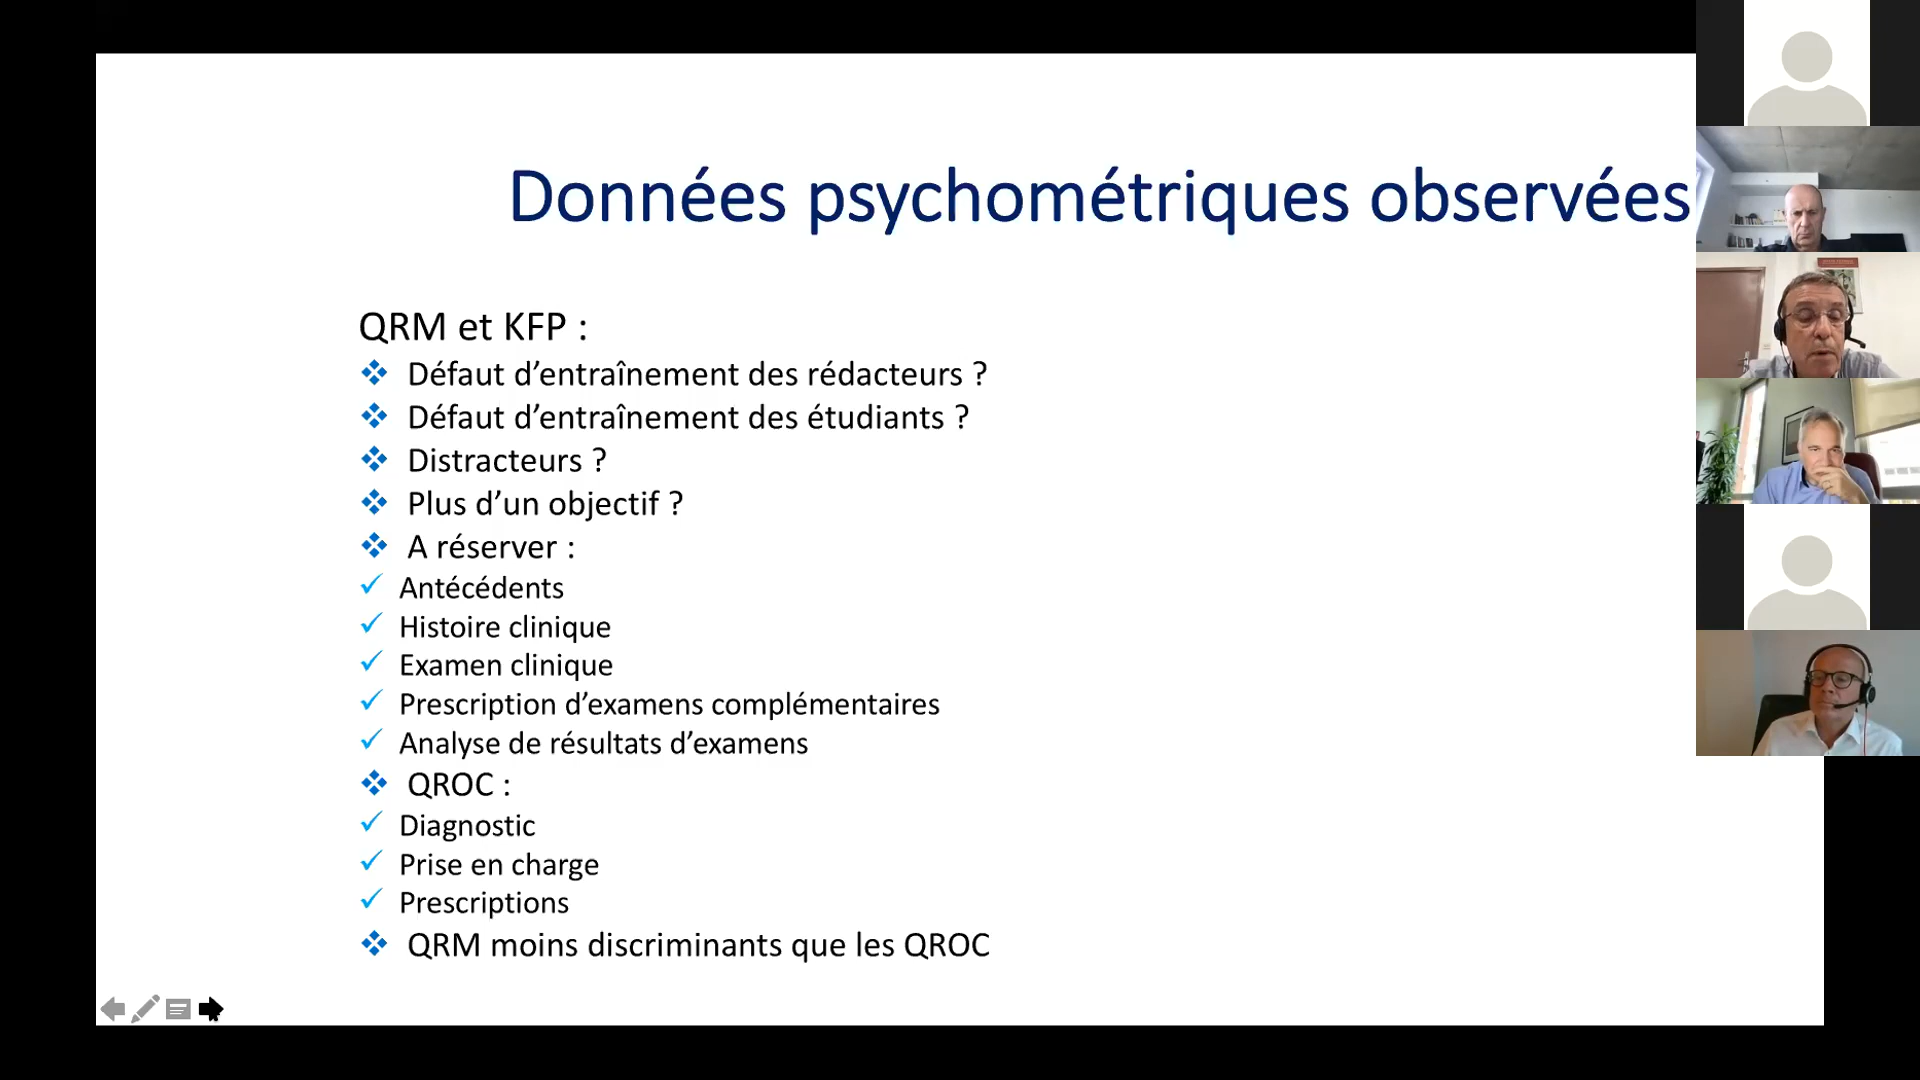 Données psychométriques observées
QRM et KFP :
Défaut d’entraînement des rédacteurs ?
Défaut d’entraînement des étudiants ?
Distracteurs ?
Plus d’un objectif ?
A réserver :
Antécédents
Histoire clinique
Examen clinique
Prescription d’examens complémentaires
Analyse de résultats d’examens
QROC :
Diagnostic
Prise en charge
Prescriptions
QRM moins discriminants que les QROC